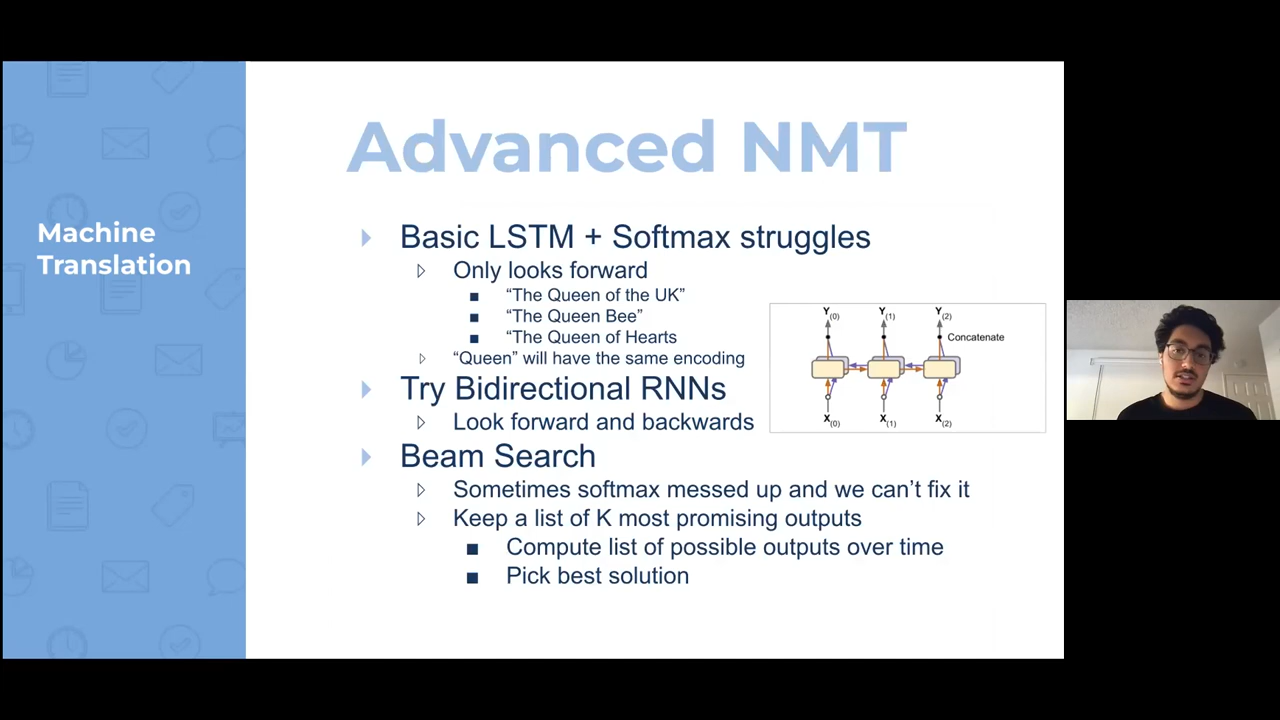 Machine
Translation
Advanced NMT
Basic LSTM + Softmax struggles
Only looks forward
“The Queen of the UK”
“The Queen Bee”
“The Queen of Hearts
“Queen” will have the same encoding
Try Bidirectional RNNs
Look forward and backwards
Beam Search
Sometimes softmax messed up and we can’t fix it
Keep a list of K most promising outputs
Compute list of possible outputs over time
Pick best solution
Y(0) Y(1) Y(2)
Concatenate
X(0) X(1) X(2)